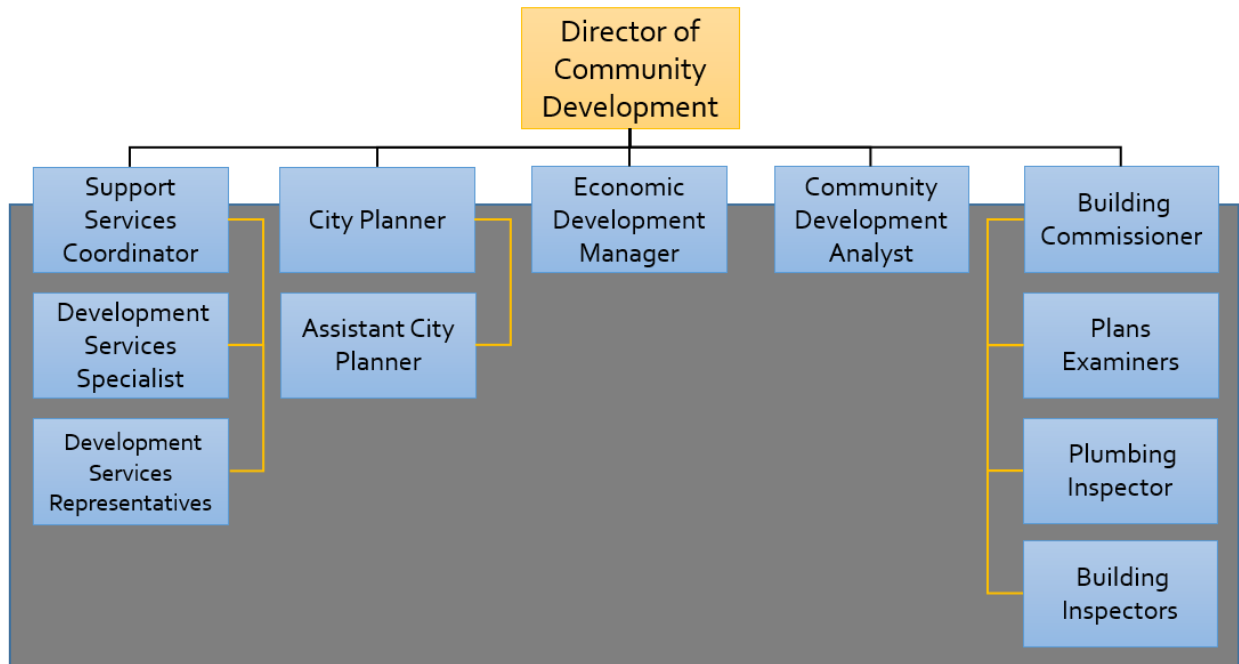 Director of
Community
Development
Support
Services
Coordinator
City Planner
Economic
Development
Manager
Community
Development
Analyst
Building
Commissioner
Development
Services
Specialist
Assistant City
Planner
Plans
Examiners
Development
Services
Representatives
Plumbing
Inspector
Building
Inspectors